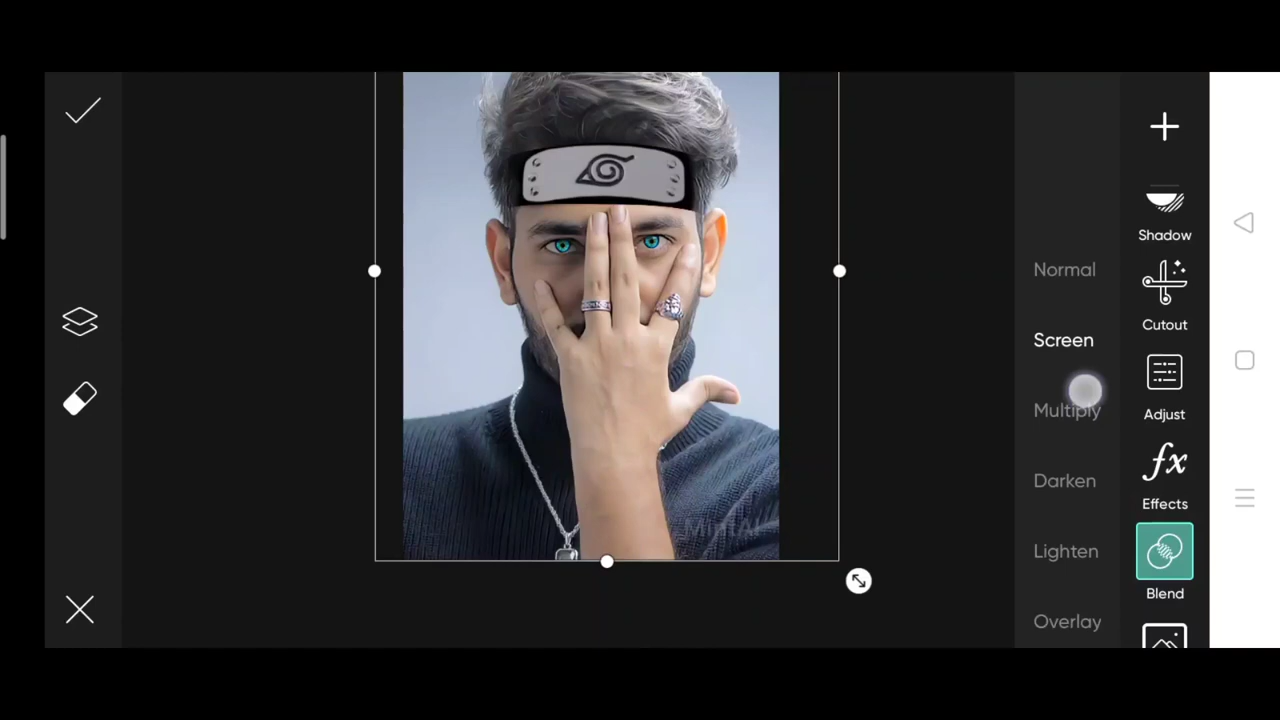 Shadow
Normal
Cutout
Screen
Multiply
Adjust
Darken
Effects
Lighten
Blend
Overlay